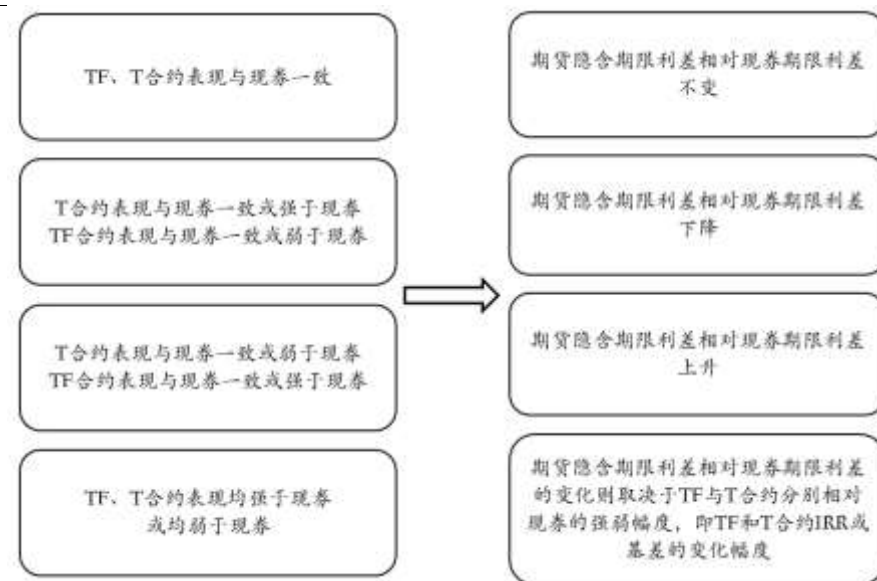 TF、T合约表现与现券一致
期货隐含期限利差相对现券期限利差
不变
T合约表现与现券一致或强于现券
TF合约表现与现券一致或弱于现券
期货隐含期限利差相对现券期限利差
下降
T合约表现与现券一致或弱于现券
TF合约表现与现券一致或强于现券
期货隐含期限利差相对现券期限利差
上升
TF、T合约表现均强于现券
或均弱于现券
期货隐含期限利差相对现券期限利差
的变化则取决于TF与T合约分别相对
现券的强弱幅度，即TF和T合约IRR或
基差的变化幅度